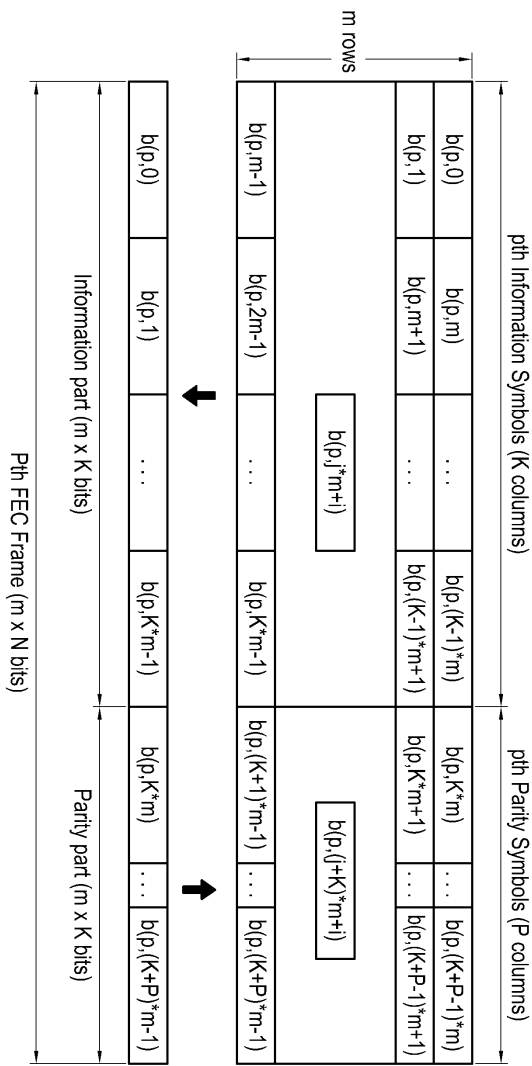 pth Information Symbols (K columns)
pth Parity Symbols (P columns)
m rows
b(p,0)
b(p,m)
. . .
b(p,(K-1)*m)
b(p,K*m)
. . .
b(p,(K+P-1)*m)
b(p,1)
b(p,m+1)
. . .
b(p,(K-1)*m+1)
b(p,K*m+1)
. . .
b(p,(K+P-1)*m+1)
b(p,j*m+i)
b(p,(j+K)*m+i)
b(p,m-1)
b(p,2m-1)
. . .
b(p,K*m-1)
b(p,(K+1)*m-1)
. . .
b(p,(K+P)*m-1)
b(p,0)
b(p,1)
. . .
b(p,K*m-1)
b(p,K*m)
. . .
b(p,(K+P)*m-1)
Information part (m x K bits)
Parity part (m x K bits)
Pth FEC Frame (m x N bits)